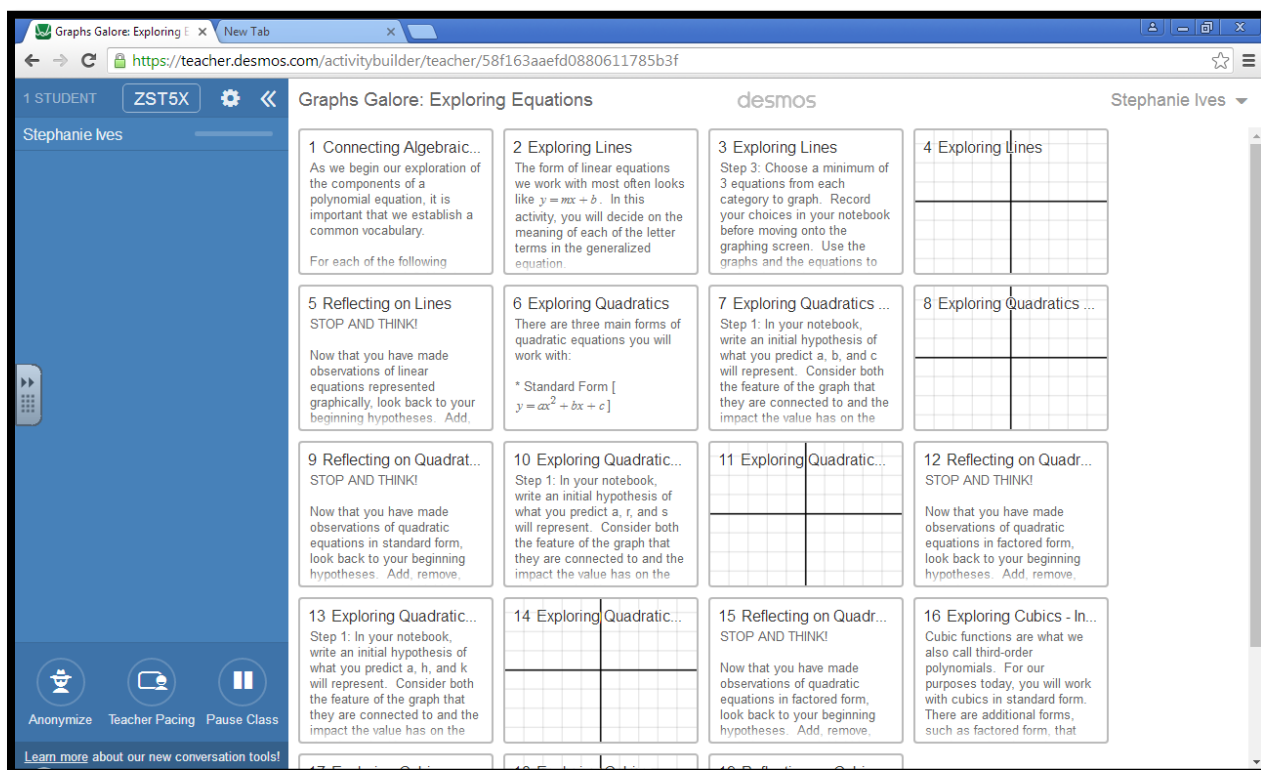 Graphs Galore: Exploring E
New Tab
https://teacher.desmos.com/activitybuilder/teacher/58f163aaefd0880611785b3f
1 STUDENT ZST5X
Graphs Galore: Exploring Equations
desmos
Stephanie Ives
Stephanie Ives
1 Connecting Algebraic...
As we begin our exploration of
the components of a
polynomial equation, it is
important that we establish a
common vocabulary.
For each of the following
2 Exploring Lines
The form of linear equations
we work with most often looks
like y = mx + b. In this
activity, you will decide on the
meaning of each of the letter
terms in the generalized
equation.
3 Exploring Lines
Step 3: Choose a minimum of
3 equations from each
category to graph. Record
your choices in your notebook
before moving onto the
graphing screen. Use the
graphs and the equations to
4 Exploring Lines
5 Reflecting on Lines
STOP AND THINK!
Now that you have made
observations of linear
equations represented
graphically, look back to your
beginning hypotheses. Add,
6 Exploring Quadratics
There are three main forms of
quadratic equations you will
work with:
* Standard Form [
y = ax² + bx + c ]
7 Exploring Quadratics ...
Step 1: In your notebook,
write an initial hypothesis of
what you predict a, b, and c
will represent. Consider both
the feature of the graph that
they are connected to and the
impact the value has on the
8 Exploring Quadratics ...
9 Reflecting on Quadrat...
STOP AND THINK!
Now that you have made
observations of quadratic
equations in standard form,
look back to your beginning
hypotheses. Add, remove,
10 Exploring Quadratic...
Step 1: In your notebook,
write an initial hypothesis of
what you predict a, r, and s
will represent. Consider both
the feature of the graph that
they are connected to and the
impact the value has on the
11 Exploring Quadratic...
12 Reflecting on Quadr...
STOP AND THINK!
Now that you have made
observations of quadratic
equations in factored form,
look back to your beginning
hypotheses. Add, remove,
13 Exploring Quadratic...
Step 1: In your notebook,
write an initial hypothesis of
what you predict a, h, and k
will represent. Consider both
the feature of the graph that
they are connected to and the
impact the value has on the
14 Exploring Quadratic...
15 Reflecting on Quadr...
STOP AND THINK!
Now that you have made
observations of quadratic
equations in factored form,
look back to your beginning
hypotheses. Add, remove,
16 Exploring Cubics - In...
Cubic functions are what we
also call third-order
polynomials. For our
purposes today, you will work
with cubics in standard form.
There are additional forms,
such as factored form, that
Anonymize
Teacher Pacing
Pause Class
Learn more about our new conversation tools!